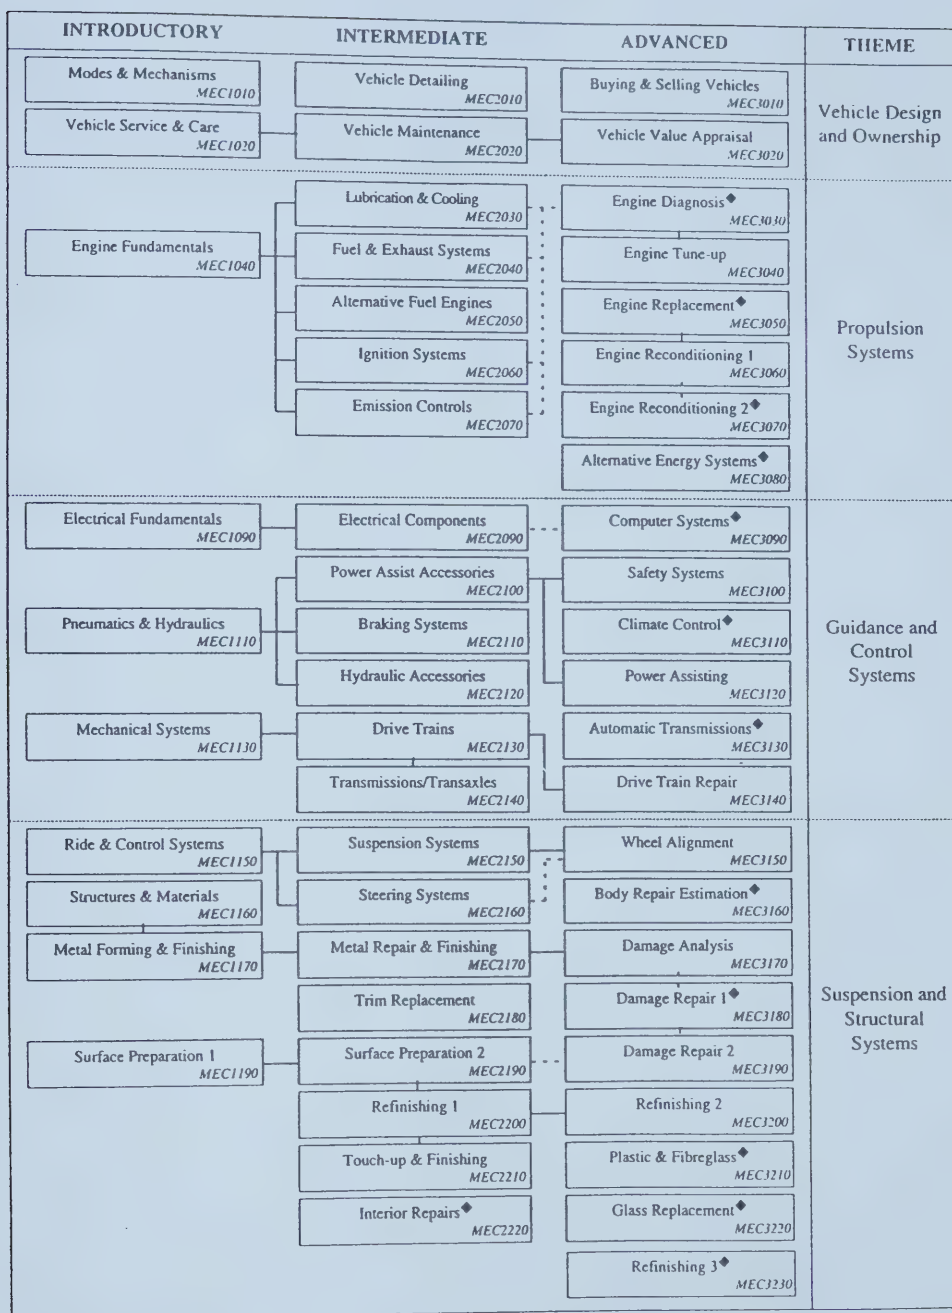 INTRODUCTORY INTERMEDIATE ADVANCED THEME
Modes & Mechanisms
MEC1010
Vehicle Detailing
MEC2010
Buying & Selling Vehicles
MEC3010
Vehicle Design
and Ownership
Vehicle Service & Care
MEC1020
Vehicle Maintenance
MEC2020
Vehicle Value Appraisal
MEC3020
Lubrication & Cooling
MEC2030
Engine Diagnosis◆
MEC3030
Engine Fundamentals
MEC1040
Fuel & Exhaust Systems
MEC2040
Engine Tune-up
MEC3040
Alternative Fuel Engines
MEC2050
Engine Replacement◆
MEC3050
Propulsion
Systems
Ignition Systems
MEC2060
Engine Reconditioning 1
MEC3060
Emission Controls
MEC2070
Engine Reconditioning 2◆
MEC3070
Alternative Energy Systems◆
MEC3080
Electrical Fundamentals
MEC1090
Electrical Components
MEC2090
Computer Systems◆
MEC3090
Power Assist Accessories
MEC2100
Safety Systems
MEC3100
Pneumatics & Hydraulics
MEC1110
Braking Systems
MEC2110
Climate Control◆
MEC3110
Guidance and
Control
Systems
Hydraulic Accessories
MEC2120
Power Assisting
MEC3120
Mechanical Systems
MEC1130
Drive Trains
MEC2130
Automatic Transmissions◆
MEC3130
Transmissions/Transaxles
MEC2140
Drive Train Repair
MEC3140
Ride & Control Systems
MEC1150
Suspension Systems
MEC2150
Wheel Alignment
MEC3150
Structures & Materials
MEC1160
Steering Systems
MEC2160
Body Repair Estimation◆
MEC3160
Metal Forming & Finishing
MEC1170
Metal Repair & Finishing
MEC2170
Damage Analysis
MEC3170
Trim Replacement
MEC2180
Damage Repair 1◆
MEC3180
Suspension and
Structural
Systems
Surface Preparation 1
MEC1190
Surface Preparation 2
MEC2190
Damage Repair 2
MEC3190
Refinishing 1
MEC2200
Refinishing 2
MEC3200
Touch-up & Finishing
MEC2210
Plastic & Fibreglass◆
MEC3210
Interior Repairs◆
MEC2220
Glass Replacement◆
MEC3220
Refinishing 3◆
MEC3230